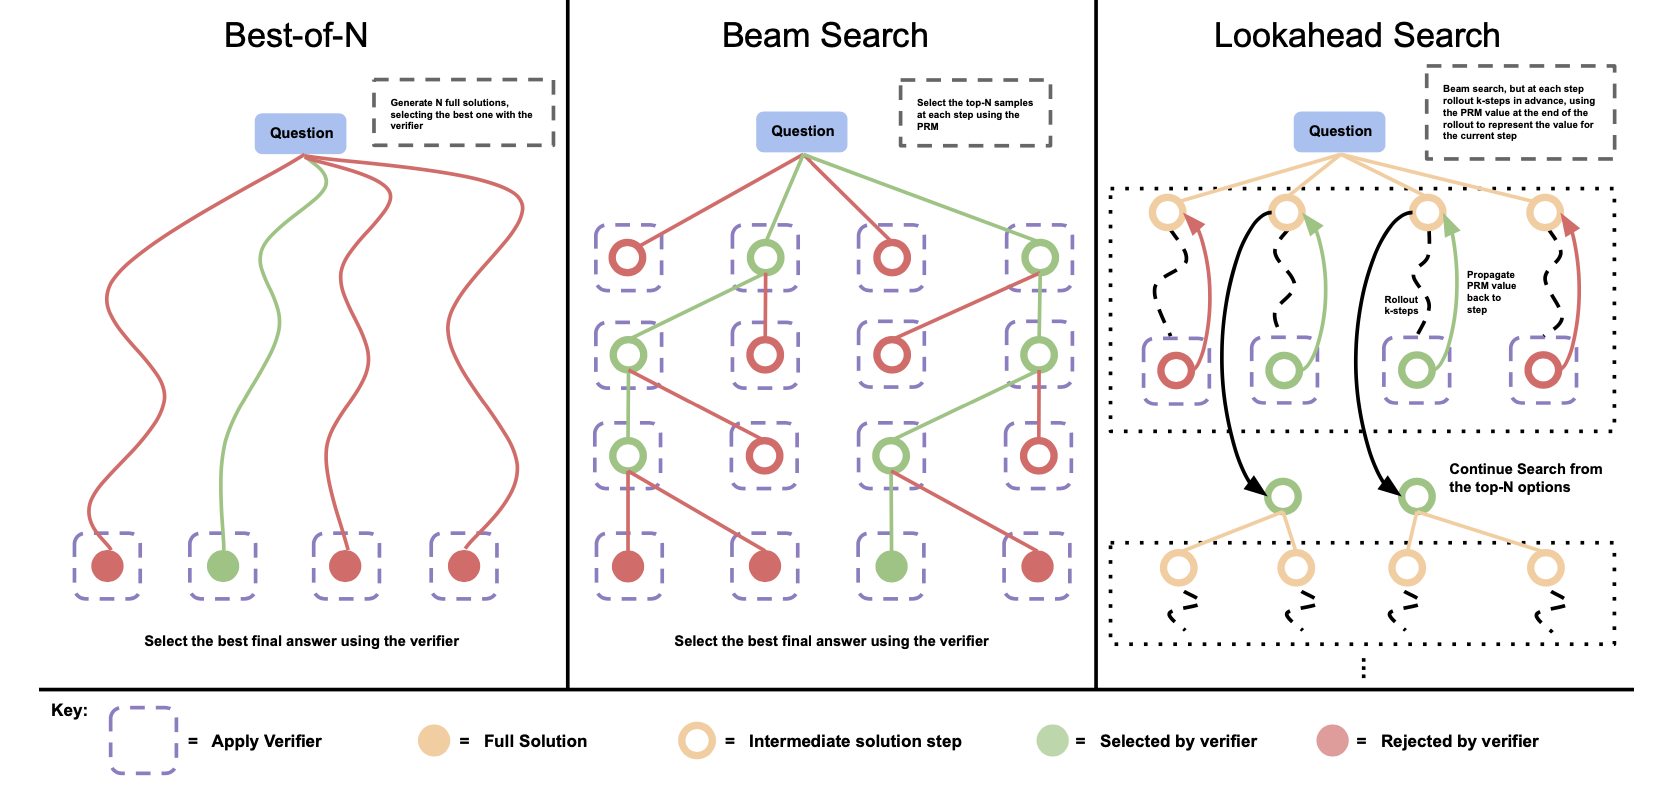 Best-of-N
Generate N full solutions,
selecting the best one with the
verifier
Question
Select the best final answer using the verifier
Beam Search
Select the top-N samples
at each step using the
PRM
Question
Select the best final answer using the verifier
Lookahead Search
Beam search, but at each step
rollout k-steps in advance, using
the PRM value at the end of the
rollout to represent the value for
the current step
Question
Rollout
k-steps
Propagate
PRM value
back to
step
Continue Search from
the top-N options
Key:
= Apply Verifier
= Full Solution
= Intermediate solution step
= Selected by verifier
= Rejected by verifier